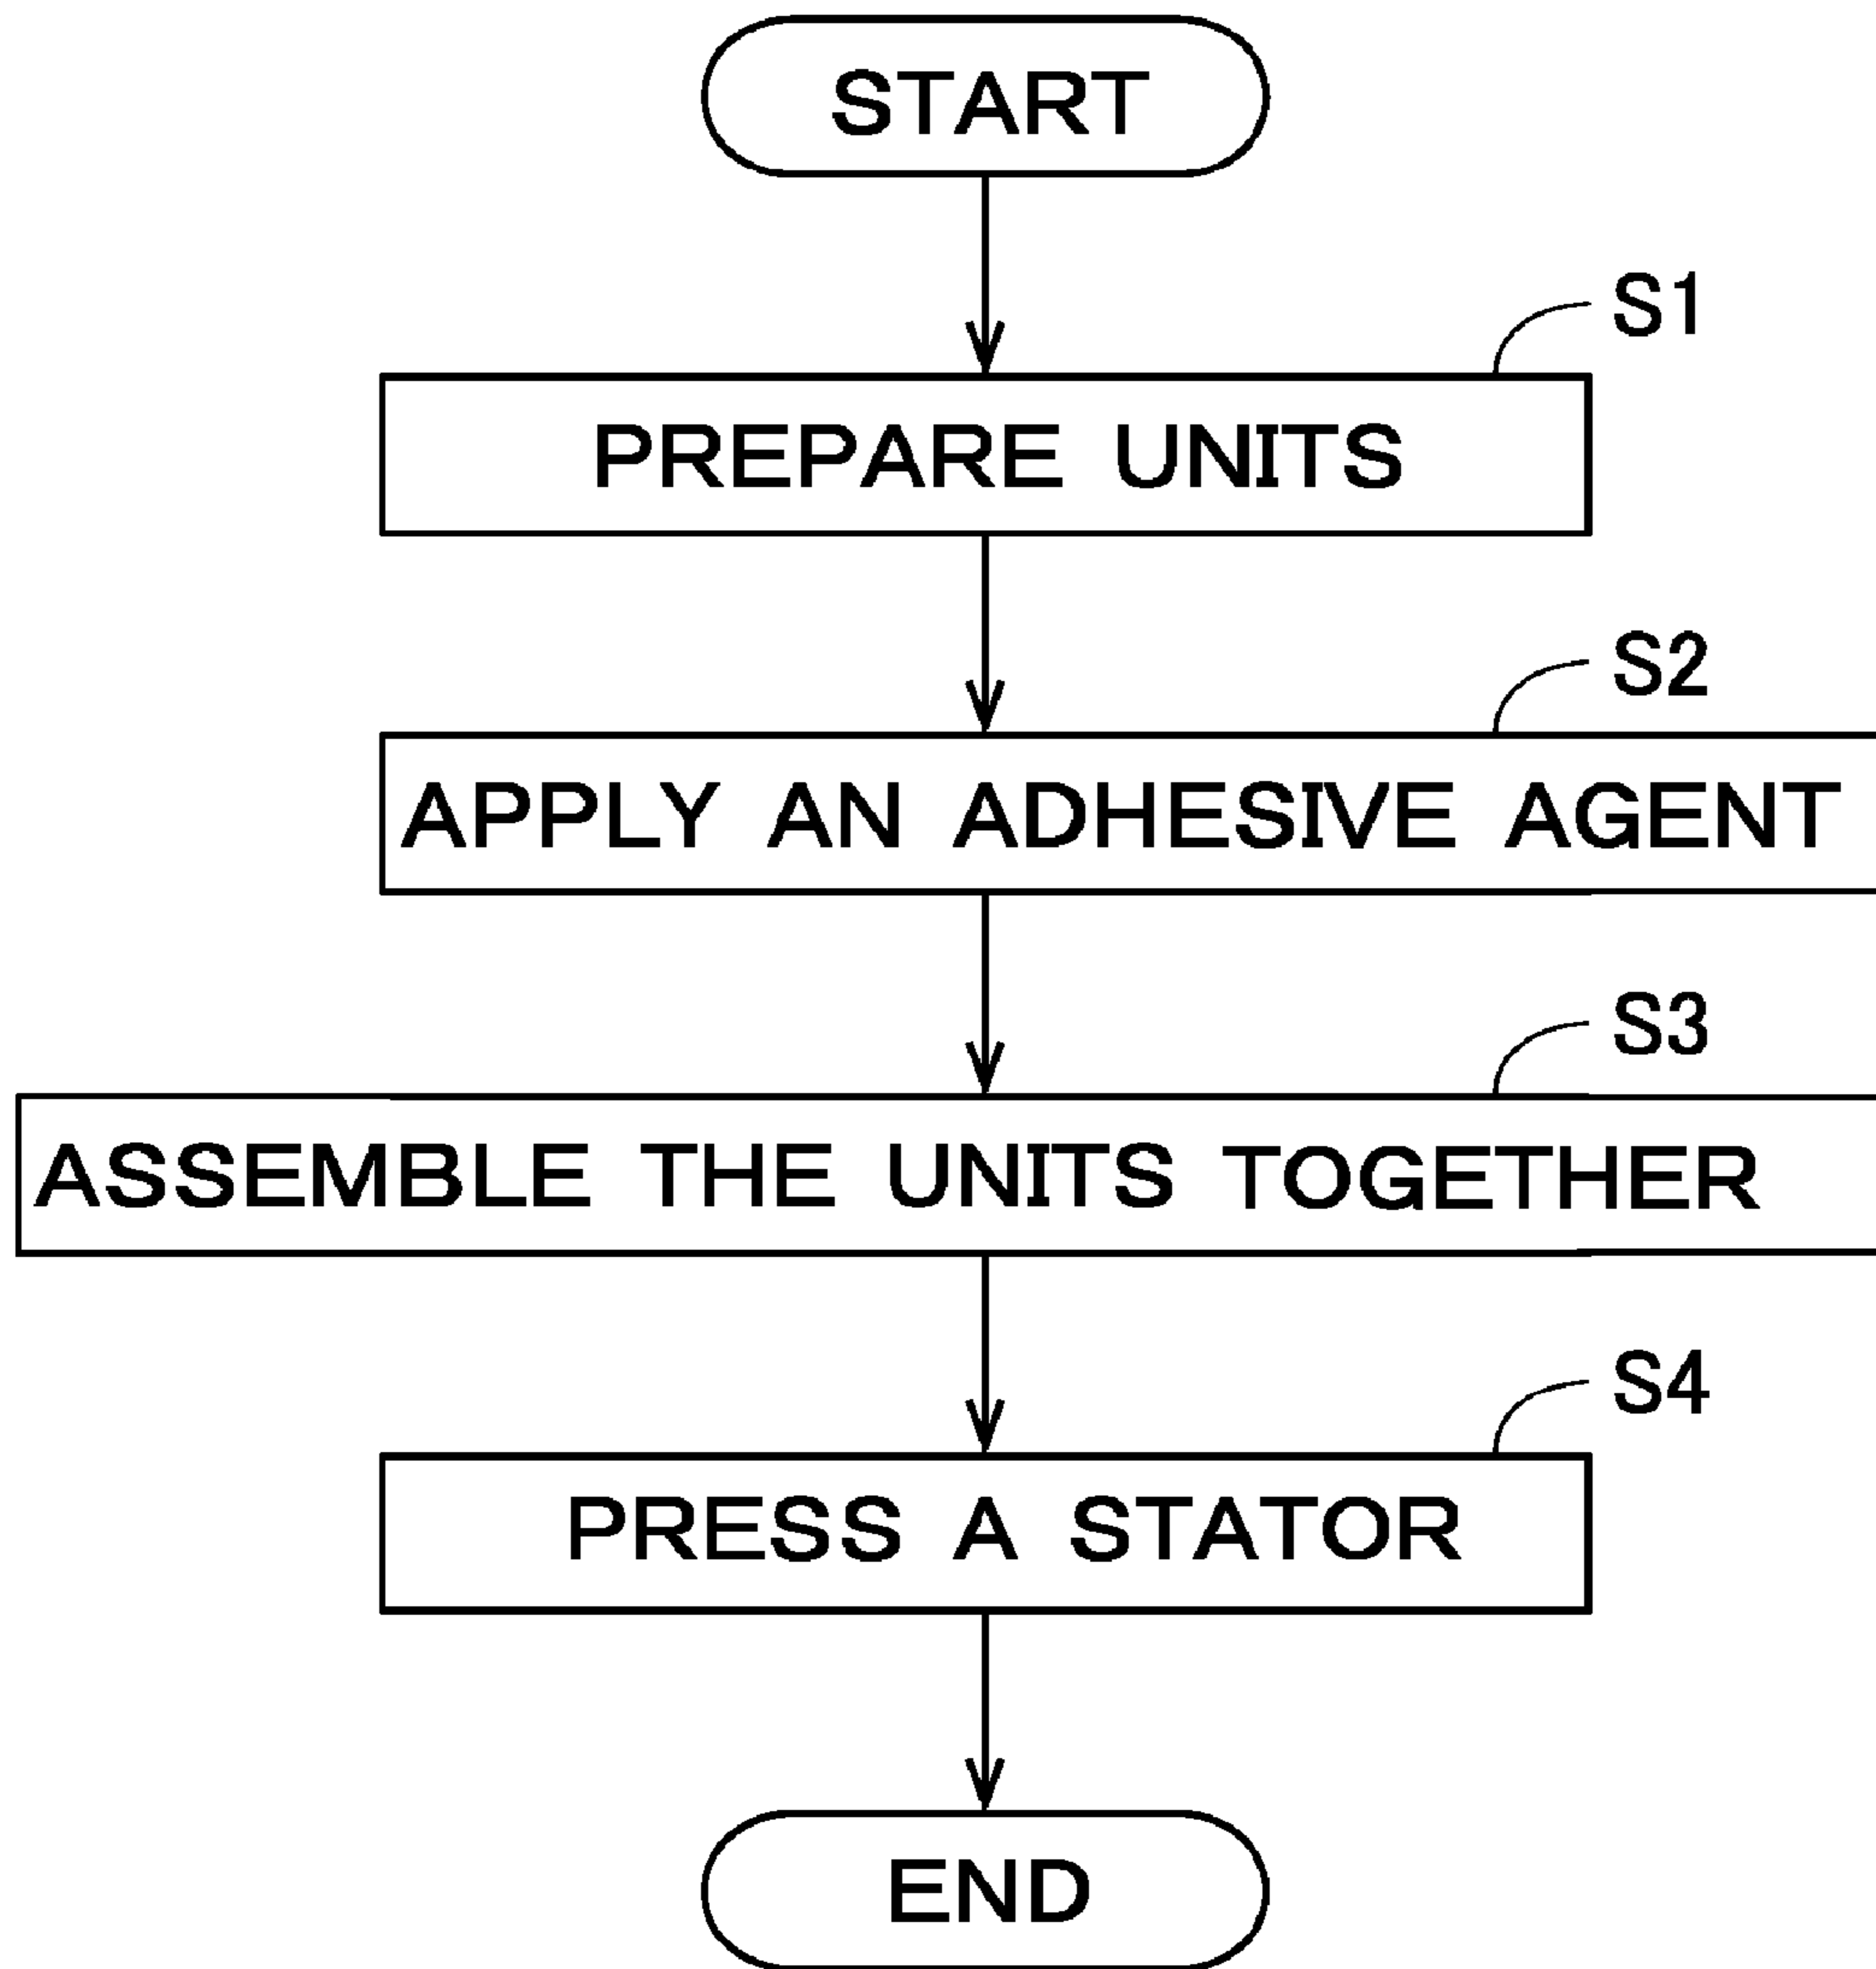 START
S1
PREPARE UNITS
S2
APPLY AN ADHESIVE AGENT
S3
ASSEMBLE THE UNITS TOGETHER
S4
PRESS A STATOR
END